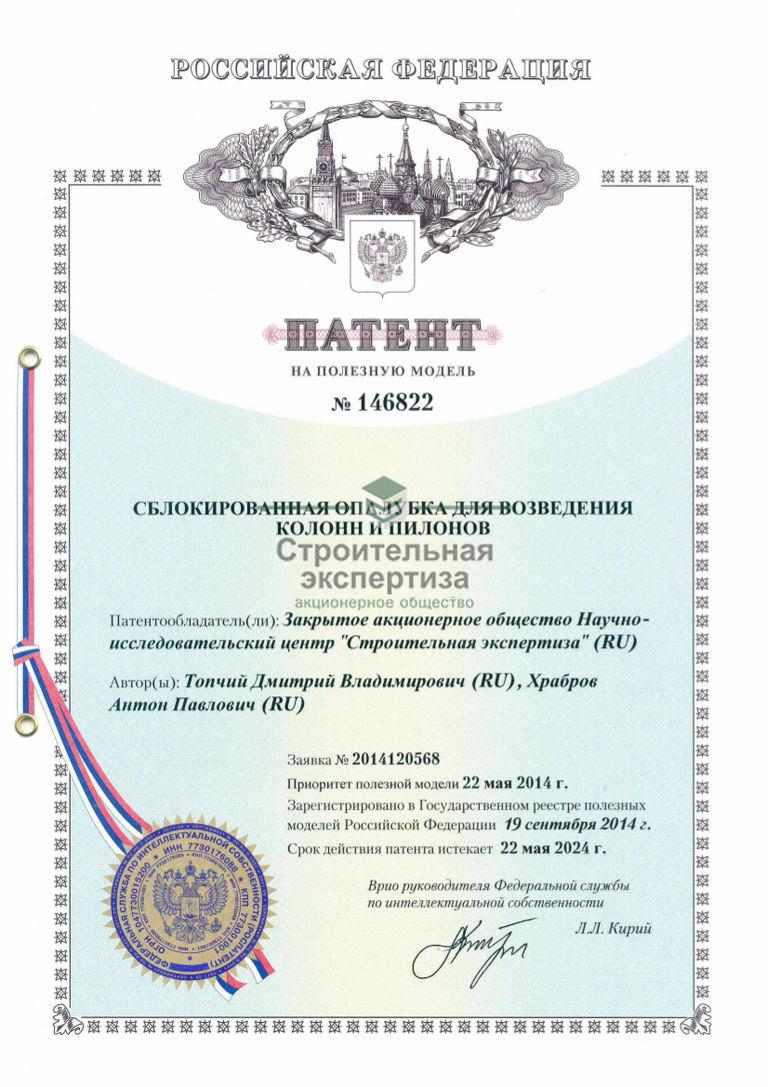 РОССИЙСКАЯ ФЕДЕРАЦИЯ
ПАТЕНТ
НА ПОЛЕЗНУЮ МОДЕЛЬ
№ 146822
СБЛОКИРОВАННАЯ ОПАЛУБКА ДЛЯ ВОЗВЕДЕНИЯ
КОЛОНН И ПИЛОНОВ
Строительная
экспертиза
акционерное общество
Патентообладатель(ли): Закрытое акционерное общество Научно-
исследовательский центр "Строительная экспертиза" (RU)
Автор(ы): Топчий Дмитрий Владимирович (RU), Храбров
Антон Павлович (RU)
Заявка № 2014120568
Приоритет полезной модели 22 мая 2014 г.
Зарегистрировано в Государственном реестре полезных
моделей Российской Федерации 19 сентября 2014 г.
Срок действия патента истекает 22 мая 2024 г.
Врио руководителя Федеральной службы
по интеллектуальной собственности
Л.Л. Кирий
ФЕДЕРАЛЬНАЯ СЛУЖБА ПО ИНТЕЛЛЕКТУАЛЬНОЙ СОБСТВЕННОСТИ (РОСПАТЕНТ)
ОГРН 1047730015200 * ИНН 7730176088 * КПП 773001001